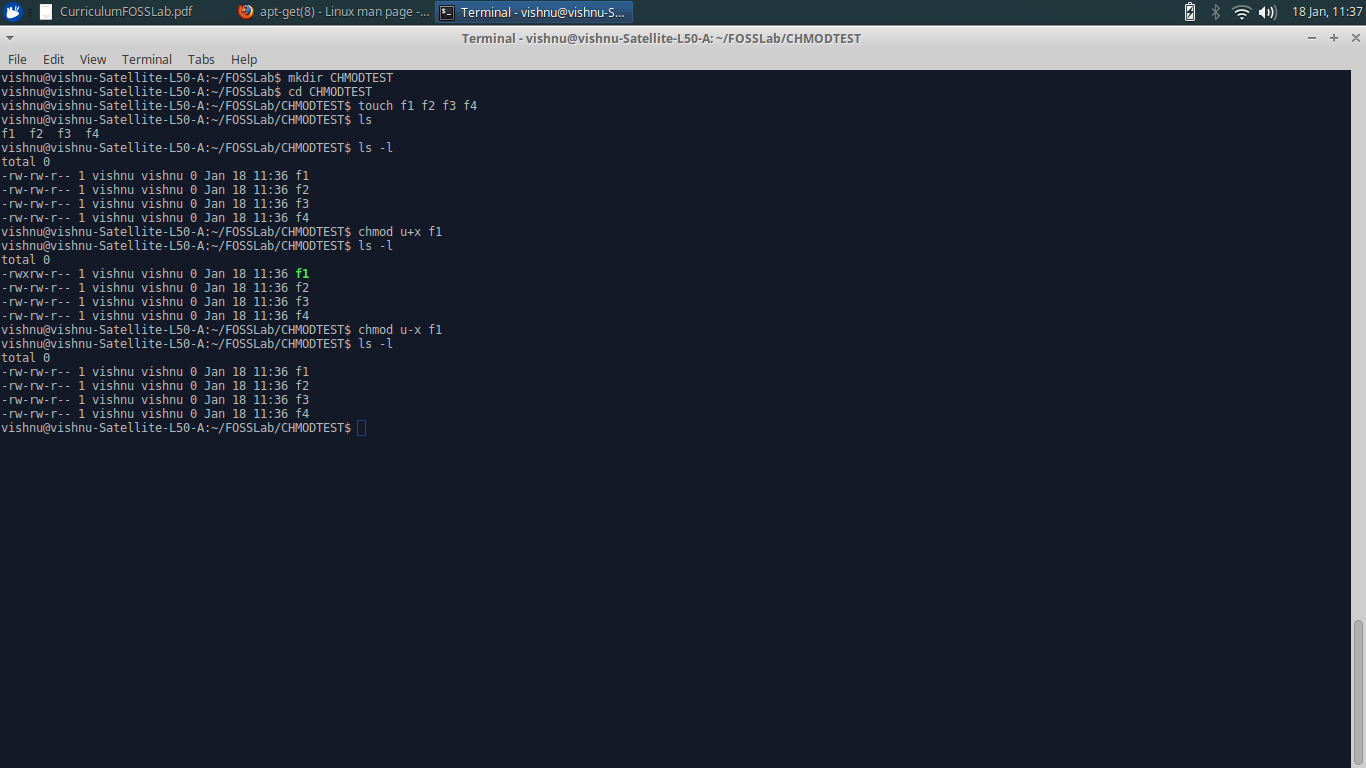 CurriculumFOSSLab.pdf
apt-get(8) - Linux man page -...
Terminal - vishnu@vishnu-S...
18 Jan, 11:37
Terminal - vishnu@vishnu-Satellite-L50-A: ~/FOSSLab/CHMODTEST
File Edit View Terminal Tabs Help
vishnu@vishnu-Satellite-L50-A:~/FOSSLab$ mkdir CHMODTEST
vishnu@vishnu-Satellite-L50-A:~/FOSSLab$ cd CHMODTEST
vishnu@vishnu-Satellite-L50-A:~/FOSSLab/CHMODTEST$ touch f1 f2 f3 f4
vishnu@vishnu-Satellite-L50-A:~/FOSSLab/CHMODTEST$ ls
f1  f2  f3  f4
vishnu@vishnu-Satellite-L50-A:~/FOSSLab/CHMODTEST$ ls -l
total 0
-rw-rw-r-- 1 vishnu vishnu 0 Jan 18 11:36 f1
-rw-rw-r-- 1 vishnu vishnu 0 Jan 18 11:36 f2
-rw-rw-r-- 1 vishnu vishnu 0 Jan 18 11:36 f3
-rw-rw-r-- 1 vishnu vishnu 0 Jan 18 11:36 f4
vishnu@vishnu-Satellite-L50-A:~/FOSSLab/CHMODTEST$ chmod u+x f1
vishnu@vishnu-Satellite-L50-A:~/FOSSLab/CHMODTEST$ ls -l
total 0
-rwxrw-r-- 1 vishnu vishnu 0 Jan 18 11:36 f1
-rw-rw-r-- 1 vishnu vishnu 0 Jan 18 11:36 f2
-rw-rw-r-- 1 vishnu vishnu 0 Jan 18 11:36 f3
-rw-rw-r-- 1 vishnu vishnu 0 Jan 18 11:36 f4
vishnu@vishnu-Satellite-L50-A:~/FOSSLab/CHMODTEST$ chmod u-x f1
vishnu@vishnu-Satellite-L50-A:~/FOSSLab/CHMODTEST$ ls -l
total 0
-rw-rw-r-- 1 vishnu vishnu 0 Jan 18 11:36 f1
-rw-rw-r-- 1 vishnu vishnu 0 Jan 18 11:36 f2
-rw-rw-r-- 1 vishnu vishnu 0 Jan 18 11:36 f3
-rw-rw-r-- 1 vishnu vishnu 0 Jan 18 11:36 f4
vishnu@vishnu-Satellite-L50-A:~/FOSSLab/CHMODTEST$